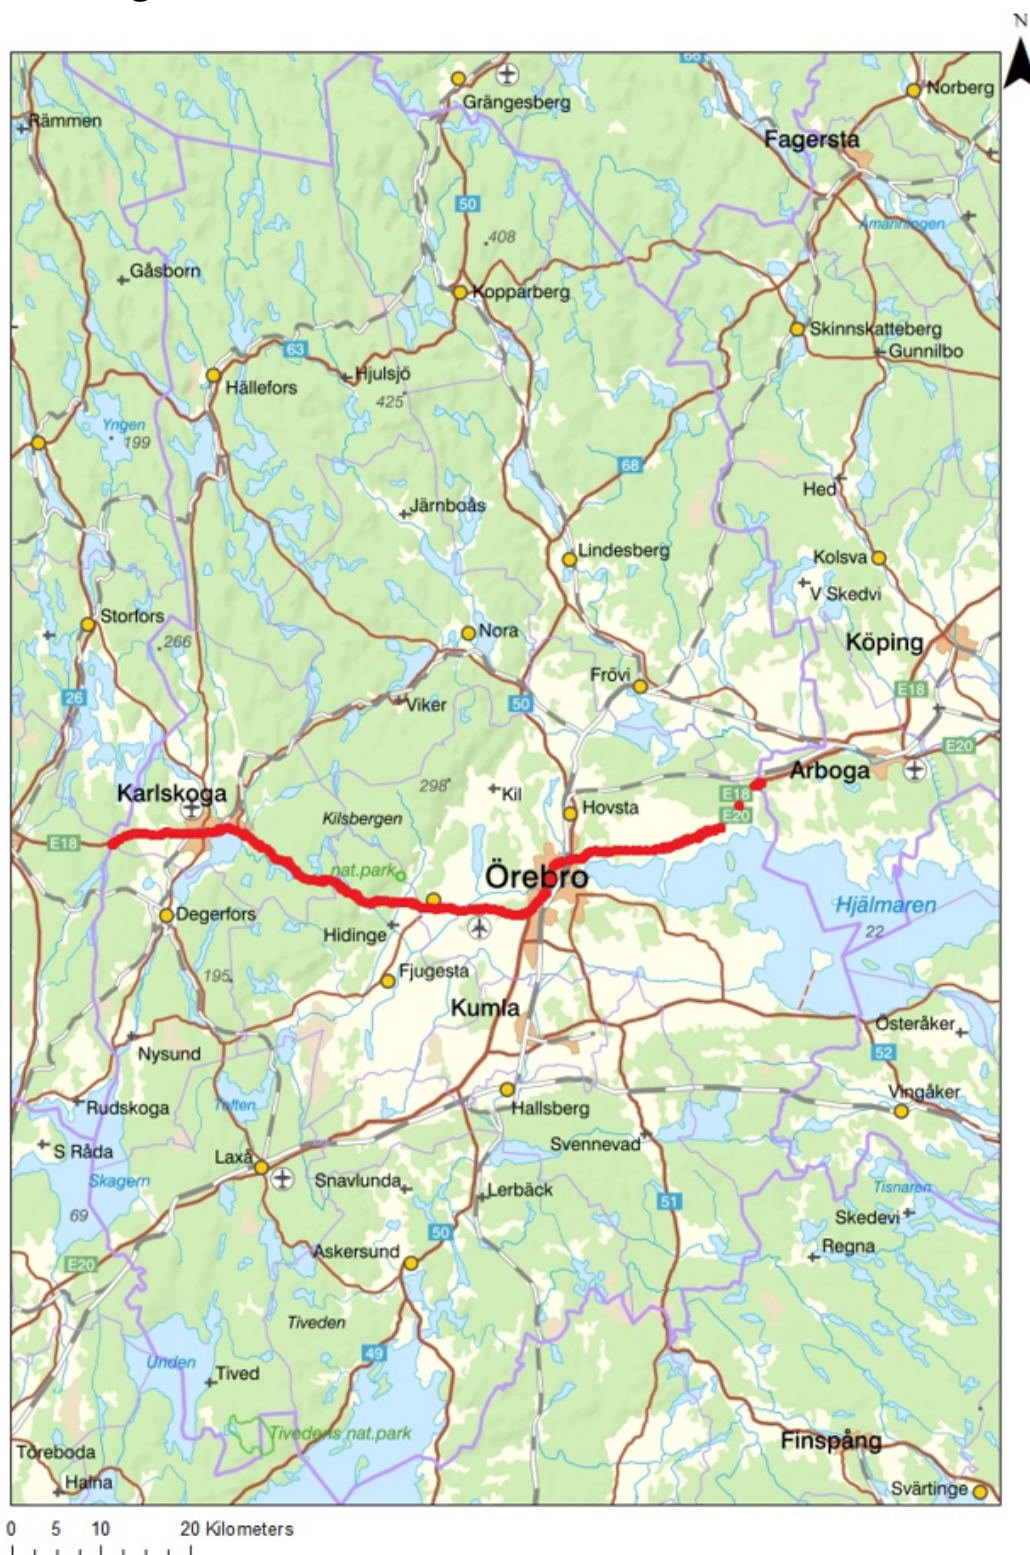 N
66
Norberg
Grängesberg
Rämmen
Fagersta
50
Åmänningen
408
Gåsborn
Kopparberg
Skinnskatteberg
63
Gunnilbo
Hjulsjö
Hällefors
425
Yngen
199
68
Hed
Järnboås
Lindesberg
Kolsva
V Skedvi
Storfors
266
Nora
Köping
Frövi
26
E18
Viker
50
E20
Arboga
Karlskoga
298
Kil
E18
Hovsta
E20
Kilsbergen
E18
nat.park
Örebro
Hjälmaren
Degerfors
22
Hidinge
195
Fjugesta
Kumla
Österåker
Nysund
52
Vingåker
Rudskoga
Toften
Hallsberg
S Råda
Svennevad
Laxå
Skagern
Snavlunda
Lerbäck
Tisnaren
51
69
Skedevi
50
Askersund
Regna
E20
Tiveden
Unden
49
Tived
Tivedens nat.park
Finspång
Töreboda
Halna
Svärtinge
0 5 10 20 Kilometers